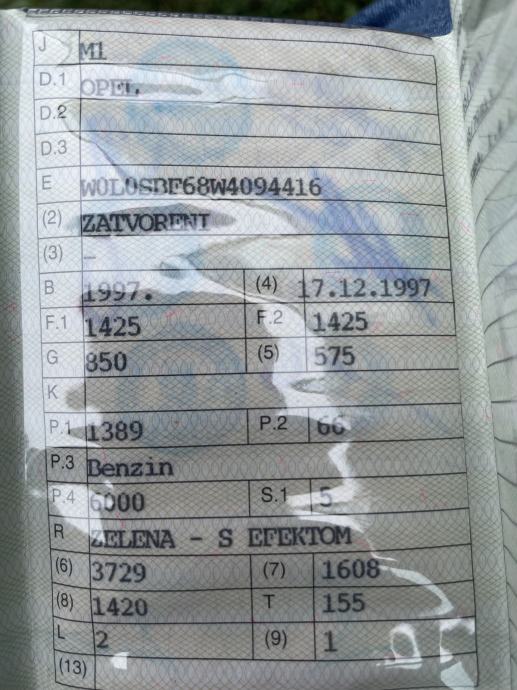 J M1
D.1 OPEL
D.2
D.3
E W0L0SBF68W4094416
(2) ZATVORENI
(3) –
B 1997. (4) 17.12.1997
F.1 1425 F.2 1425
G 850 (5) 575
K
P.1 1389 P.2 66
P.3 Benzin
P.4 6000 S.1 5
R ZELENA - S EFEKTOM
(6) 3729 (7) 1608
(8) 1420 T 155
L 2 (9) 1
(13)